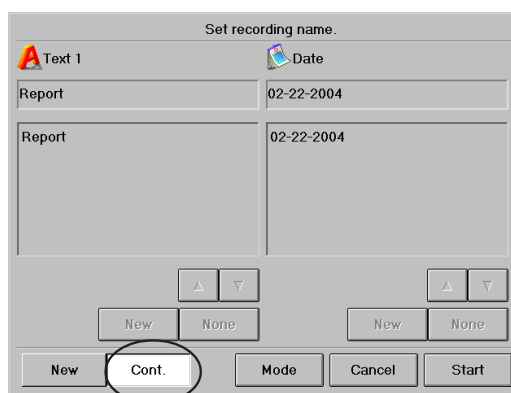 Set recording name.
Text 1 Date
Report 02-22-2004
Report 02-22-2004
New None New None
New Cont. Mode Cancel Start